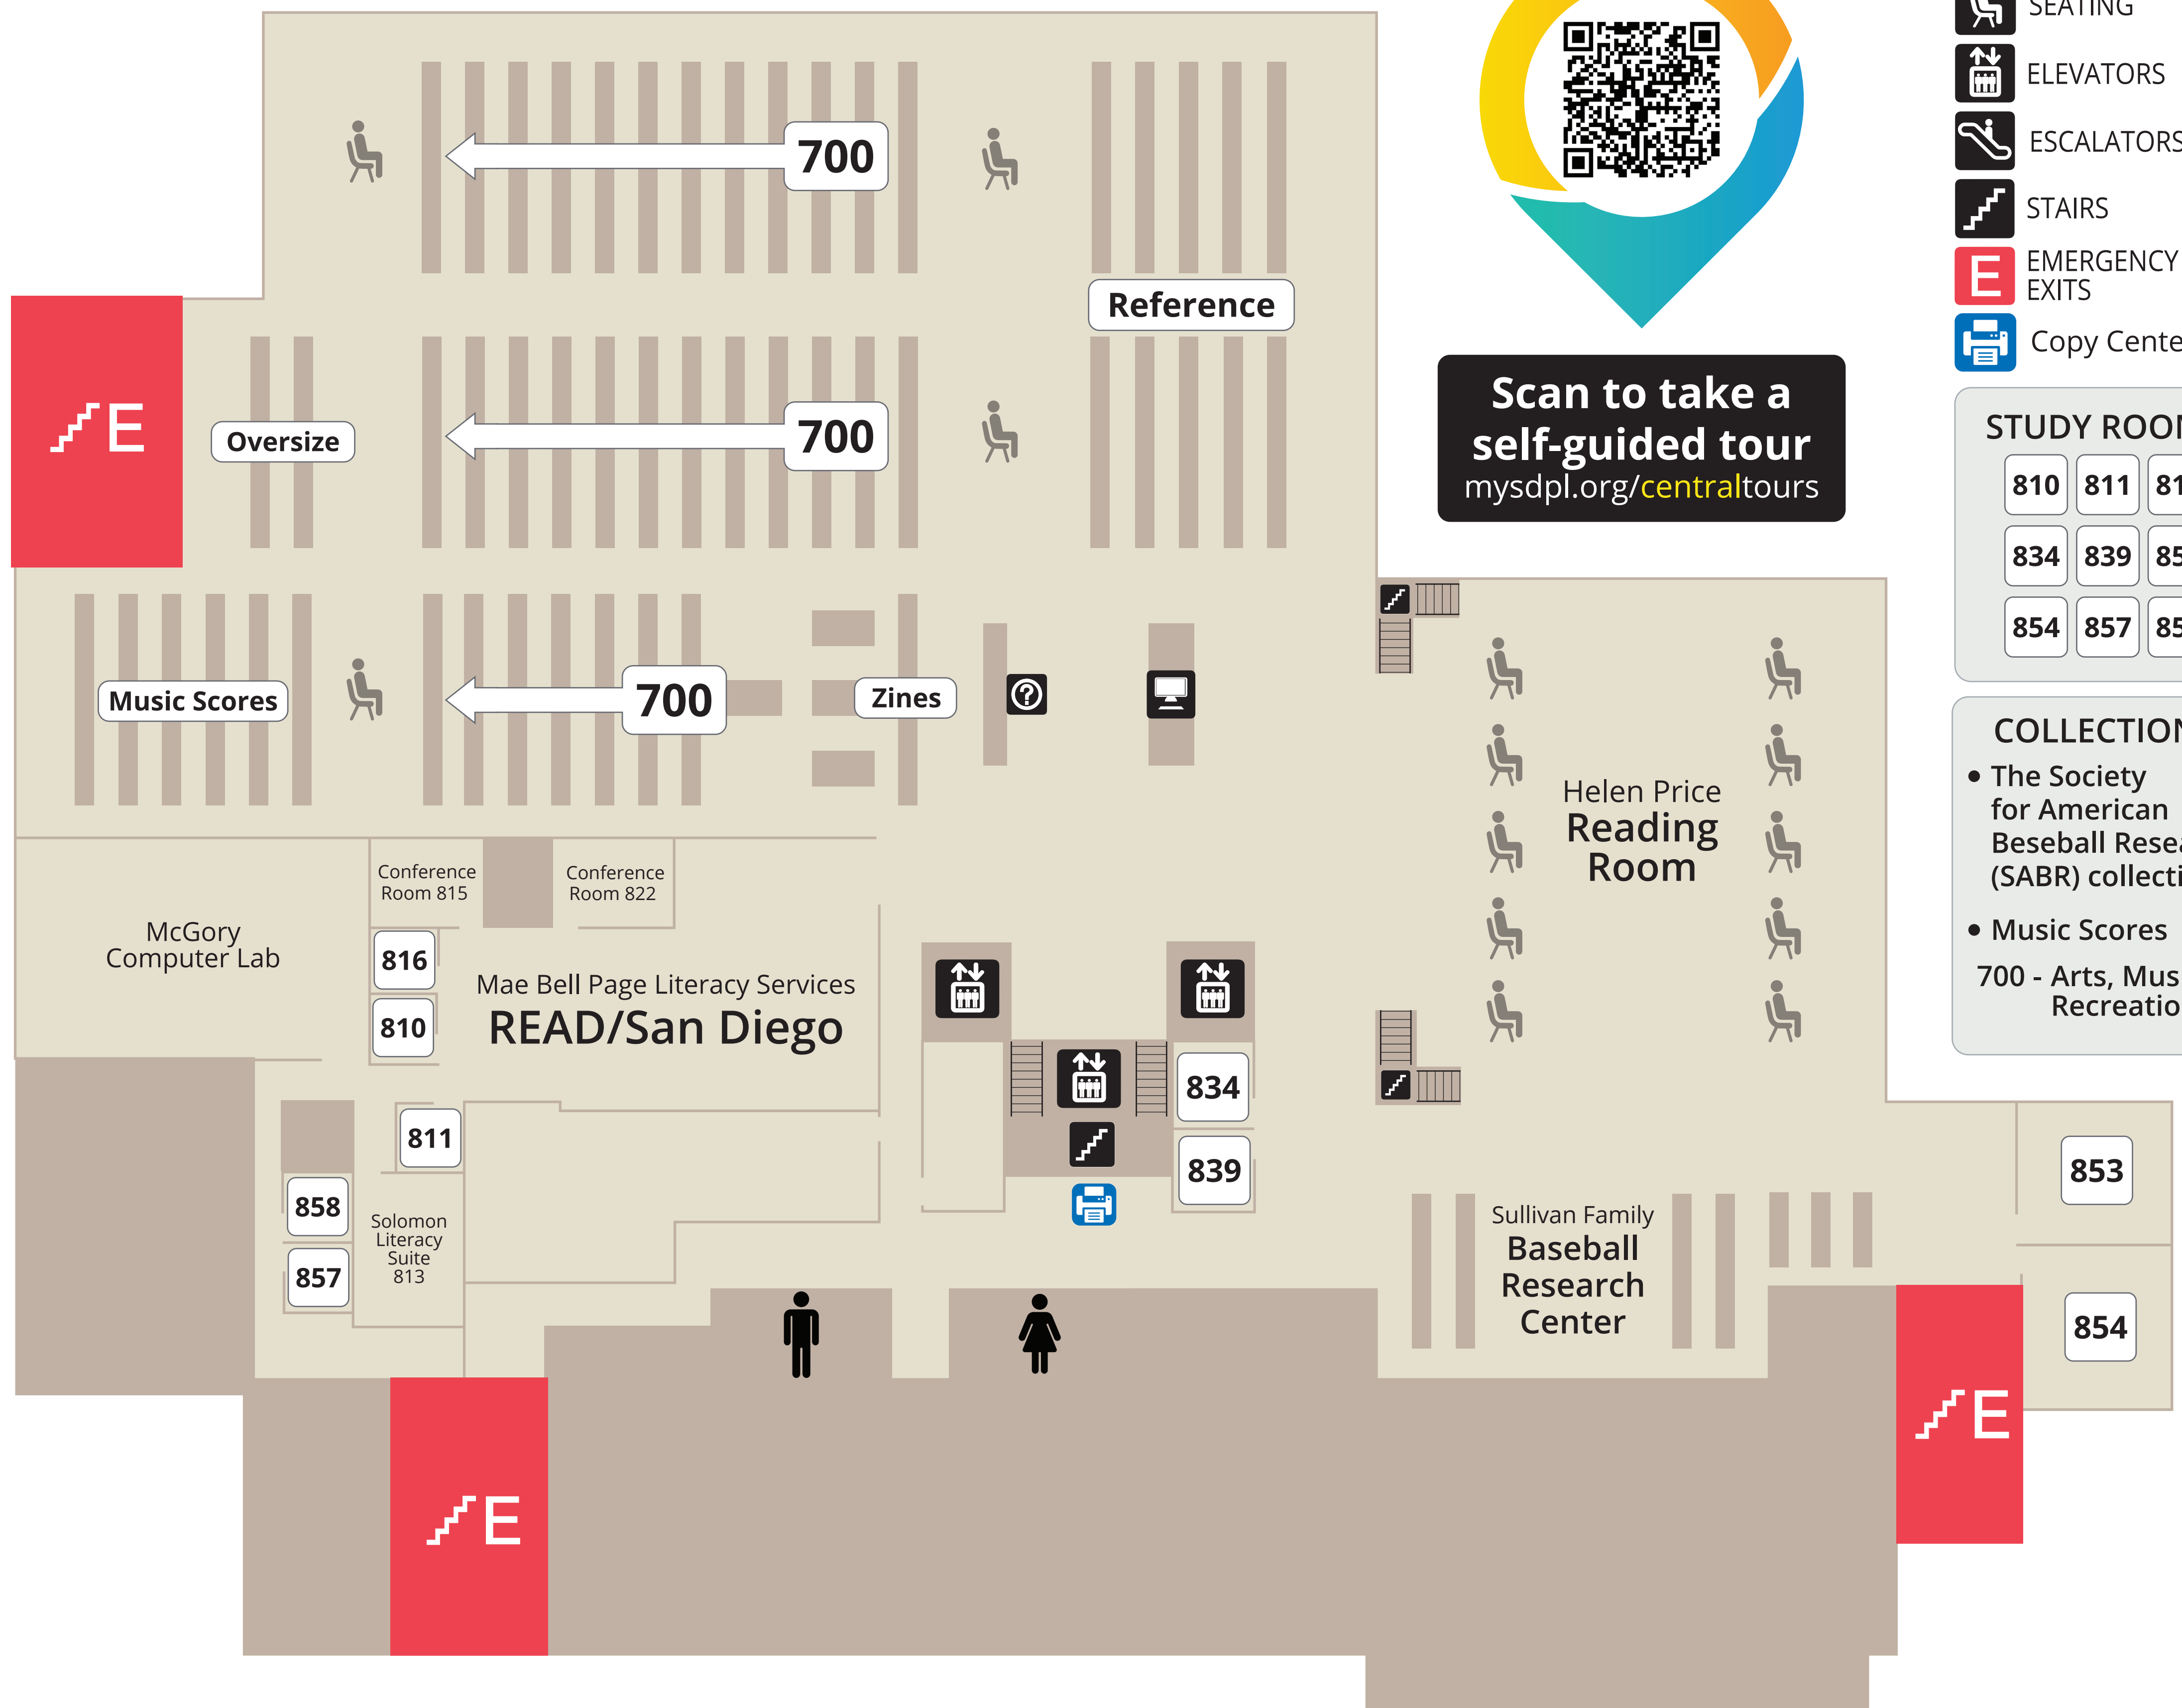 SEATING
ELEVATORS
ESCALATORS
STAIRS
E
EMERGENCY
EXITS
Copy Cente
STUDY ROO
810
811
834
839
854
857
COLLECTION
• The Society
for American
Beseball Resea
(SABR) collecti
• Music Scores
700 - Arts, Mus
Recreatio
Scan to take a
self-guided tour
mysdpl.org/centraltours
700
Reference
E
Oversize
700
Music Scores
700
Zines
?
Helen Price
Reading
Room
McGory
Computer Lab
Conference
Room 815
Conference
Room 822
816
810
Mae Bell Page Literacy Services
READ/San Diego
811
858
857
Solomon
Literacy
Suite
813
834
839
Sullivan Family
Baseball
Research
Center
853
854
E
E